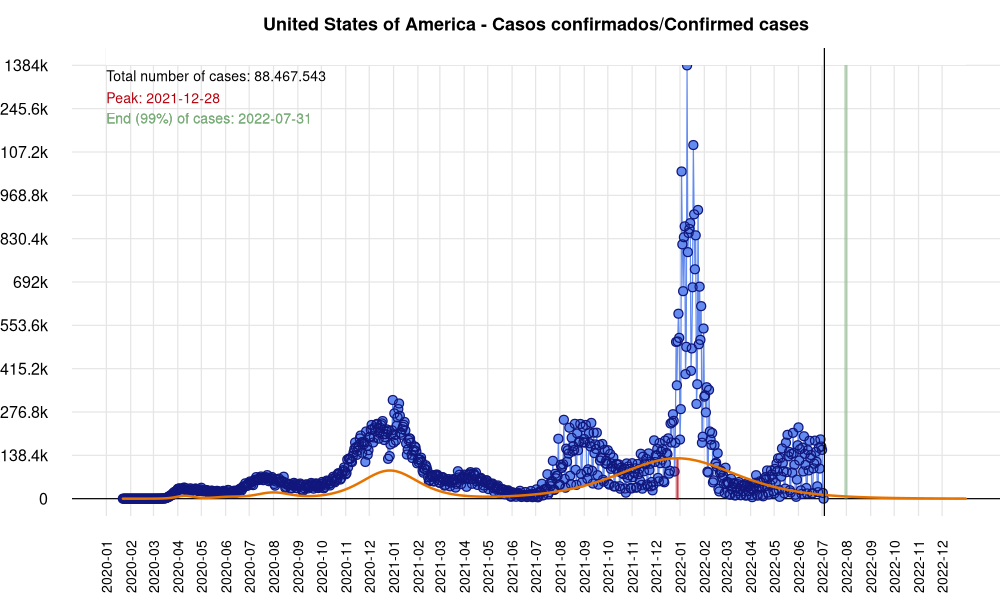 United States of America - Casos confirmados/Confirmed cases
Total number of cases: 88.467.543
Peak: 2021-12-28
End (99%) of cases: 2022-07-31
1384k
245.6k
107.2k
968.8k
830.4k
692k
553.6k
415.2k
276.8k
138.4k
0
2020-01
2020-02
2020-03
2020-04
2020-05
2020-06
2020-07
2020-08
2020-09
2020-10
2020-11
2020-12
2021-01
2021-02
2021-03
2021-04
2021-05
2021-06
2021-07
2021-08
2021-09
2021-10
2021-11
2021-12
2022-01
2022-02
2022-03
2022-04
2022-05
2022-06
2022-07
2022-08
2022-09
2022-10
2022-11
2022-12